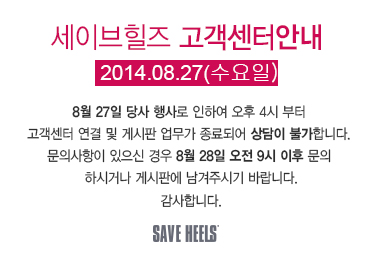 세이브힐즈 고객센터안내
2014.08.27(수요일)
8월 27일 당사 행사로 인하여 오후 4시 부터
고객센터 연결 및 게시판 업무가 종료되어 상담이 불가합니다.
문의사항이 있으신 경우 8월 28일 오전 9시 이후 문의
하시거나 게시판에 남겨주시기 바랍니다.
감사합니다.
SAVE HEELS